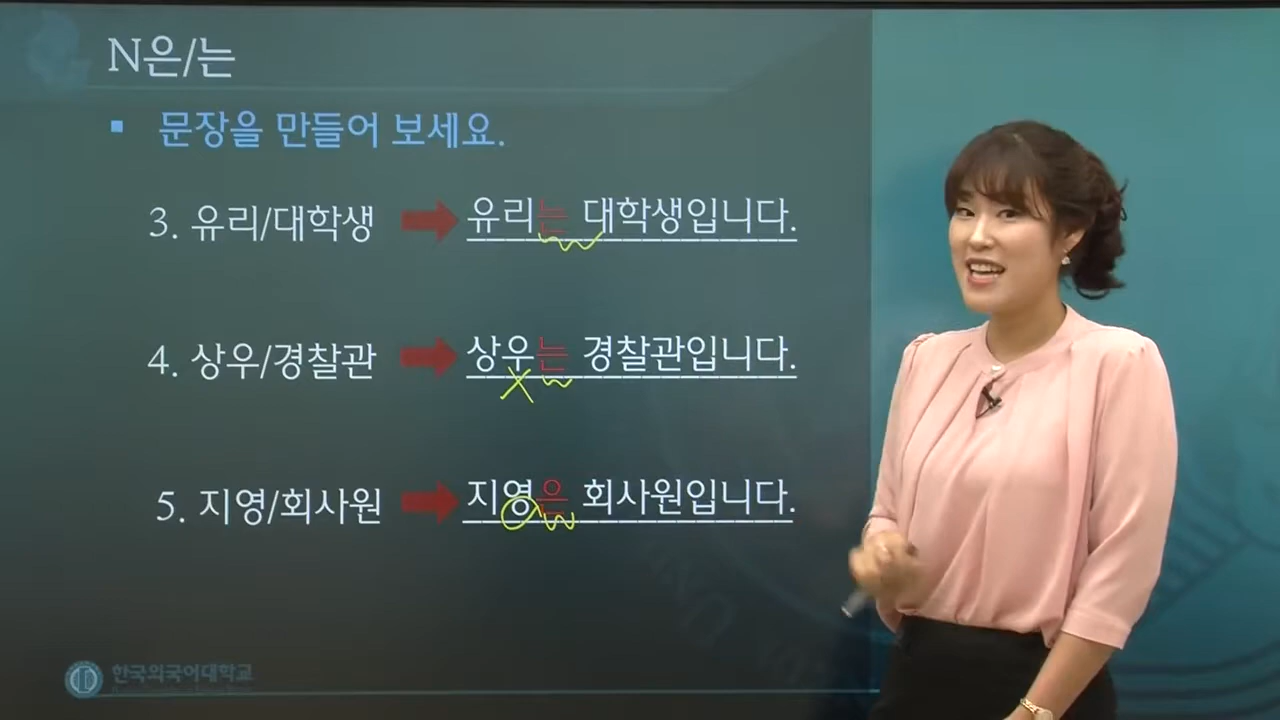 N은/는
▪ 문장을 만들어 보세요.
3. 유리/대학생 유리는 대학생입니다.
4. 상우/경찰관 상우는 경찰관입니다.
5. 지영/회사원 지영은 회사원입니다.
한국외국어대학교